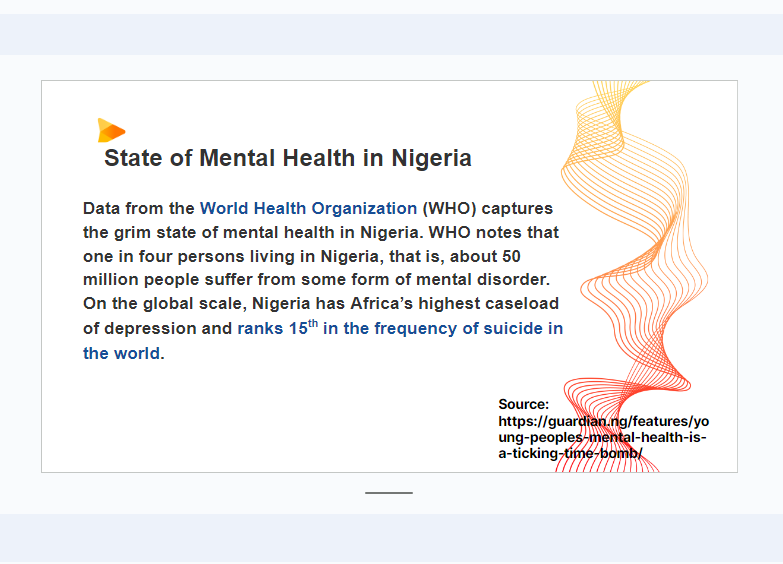 State of Mental Health in Nigeria
Data from the World Health Organization (WHO) captures
the grim state of mental health in Nigeria. WHO notes that
one in four persons living in Nigeria, that is, about 50
million people suffer from some form of mental disorder.
On the global scale, Nigeria has Africa’s highest caseload
of depression and ranks 15th in the frequency of suicide in
the world.
Source:
https://guardian.ng/features/yo
ung-peoples-mental-health-is-
a-ticking-time-bomb/